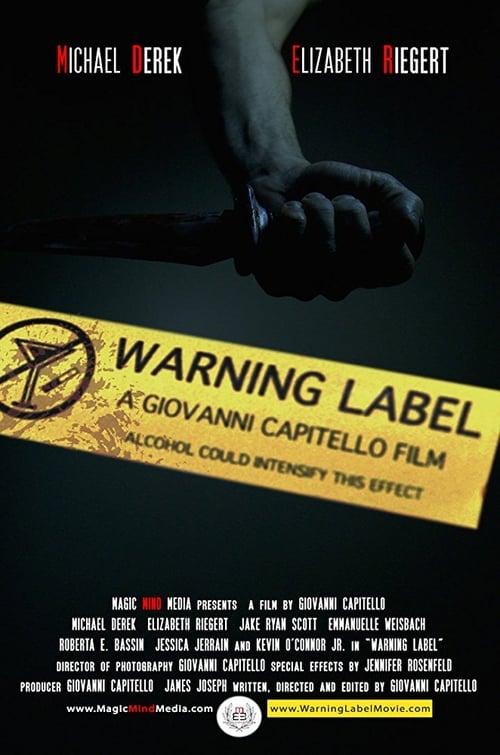 MICHAEL DEREK ELIZABETH RIEGERT
WARNING LABEL
A GIOVANNI CAPITELLO FILM
ALCOHOL COULD INTENSIFY THIS EFFECT
MAGIC MIND MEDIA PRESENTS A FILM BY GIOVANNI CAPITELLO
MICHAEL DEREK ELIZABETH RIEGERT JAKE RYAN SCOTT EMMANUELLE WEISBACH
ROBERTA E. BASSIN JESSICA JERRAIN AND KEVIN O'CONNOR JR. IN "WARNING LABEL"
DIRECTOR OF PHOTOGRAPHY GIOVANNI CAPITELLO SPECIAL EFFECTS BY JENNIFER ROSENFELD
PRODUCER GIOVANNI CAPITELLO JAMES JOSEPH WRITTEN, DIRECTED AND EDITED BY GIOVANNI CAPITELLO
www.MagicMindMedia.com www.WarningLabelMovie.com